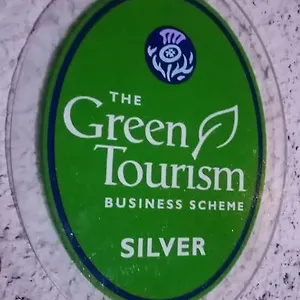 THE
Green
Tourism
BUSINESS SCHEME
SILVER